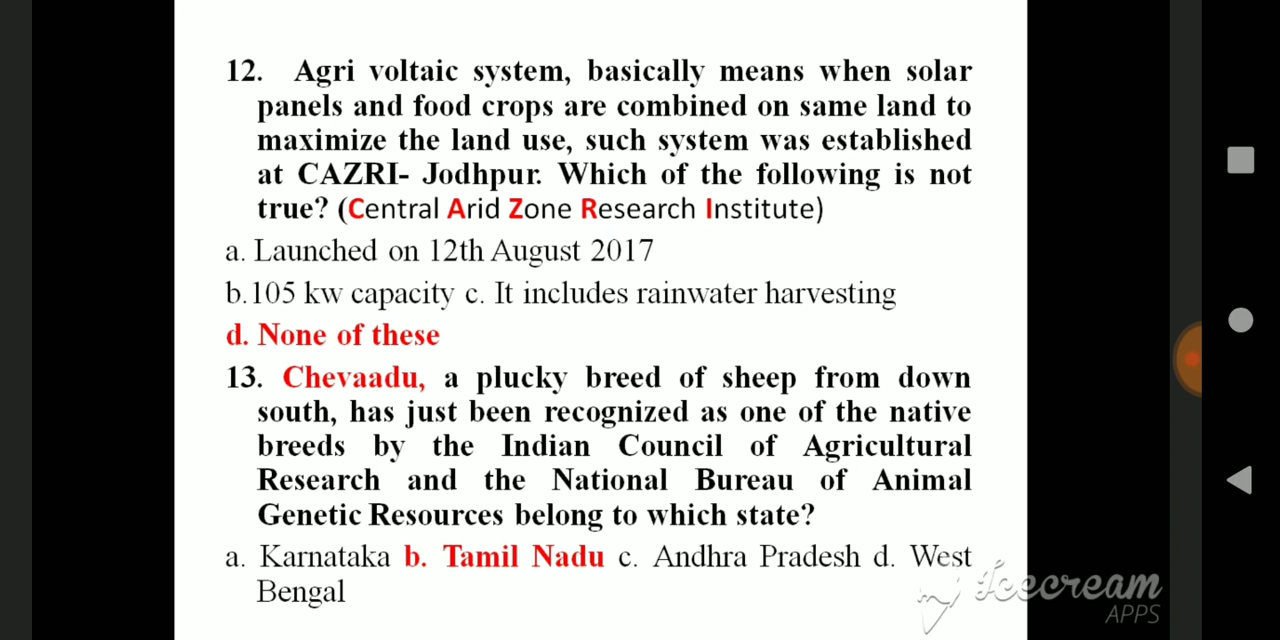 12. Agri voltaic system, basically means when solar
panels and food crops are combined on same land to
maximize the land use, such system was established
at CAZRI- Jodhpur. Which of the following is not
true? (Central Arid Zone Research Institute)
a. Launched on 12th August 2017
b.105 kw capacity c. It includes rainwater harvesting
d. None of these
13. Chevaadu, a plucky breed of sheep from down
south, has just been recognized as one of the native
breeds by the Indian Council of Agricultural
Research and the National Bureau of Animal
Genetic Resources belong to which state?
a. Karnataka b. Tamil Nadu c. Andhra Pradesh d. West
Bengal
Icecream
APPS